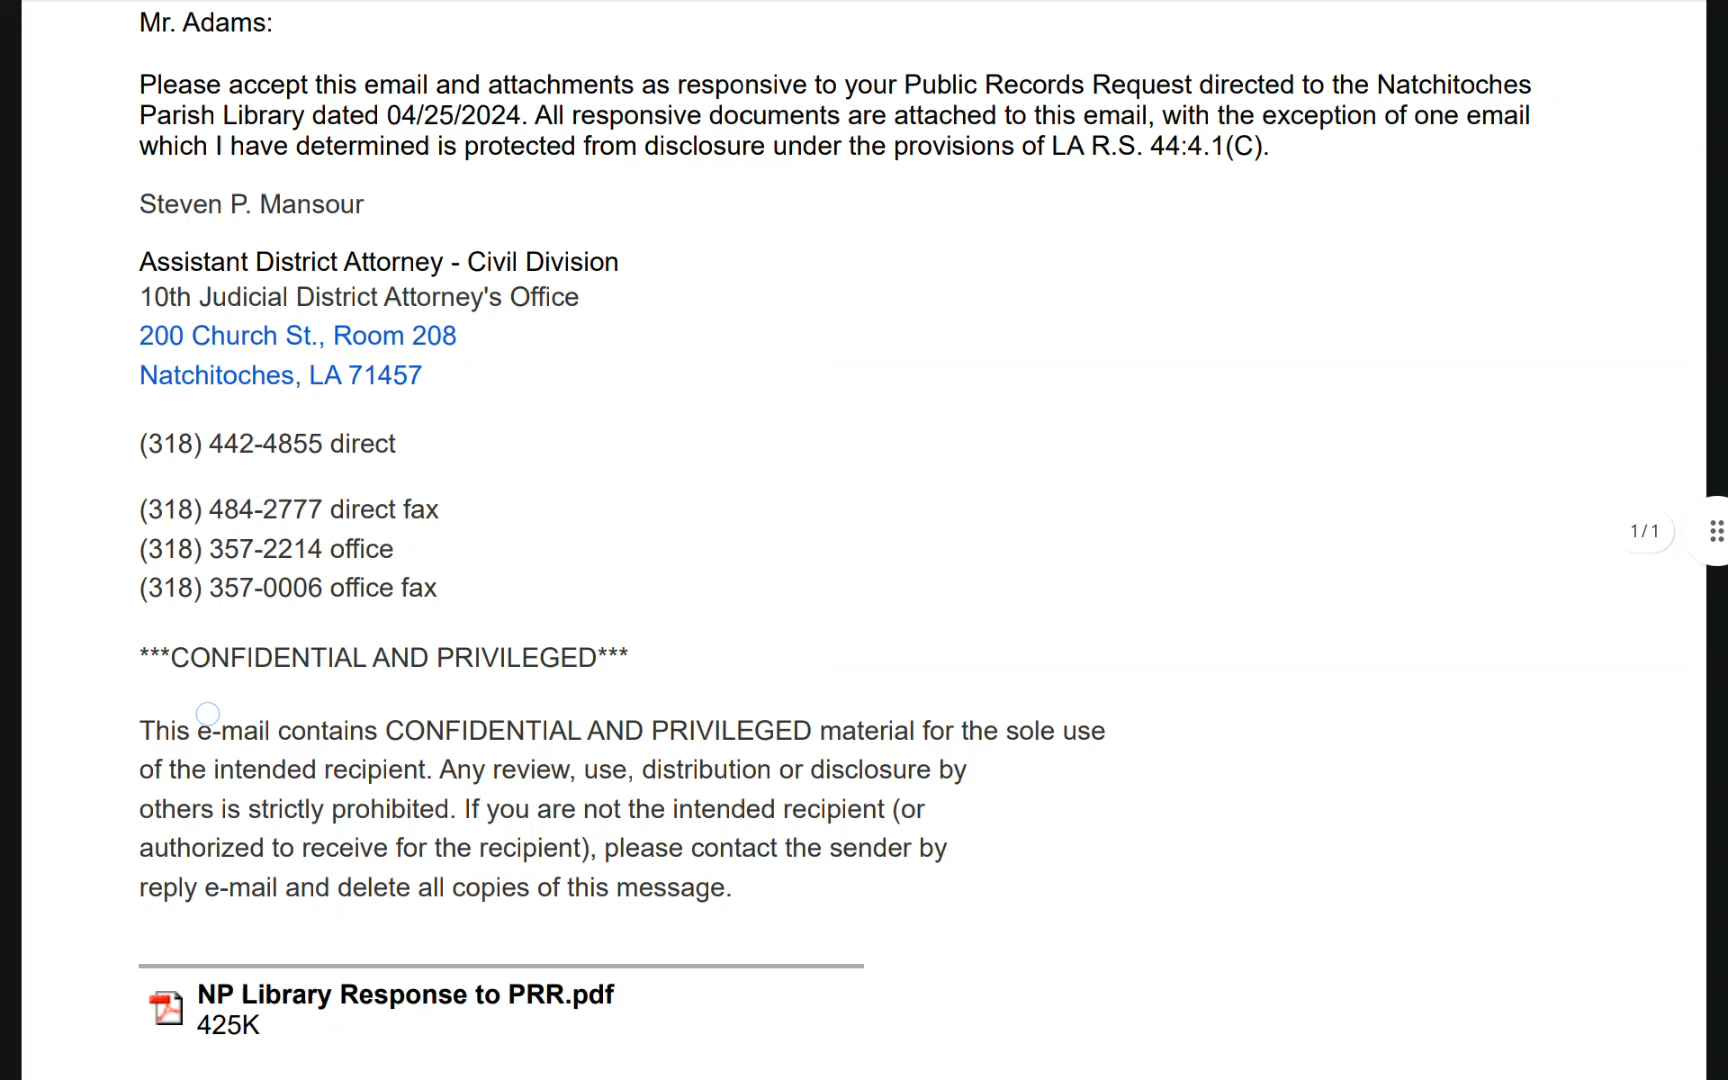 Mr. Adams:
Please accept this email and attachments as responsive to your Public Records Request directed to the Natchitoches
Parish Library dated 04/25/2024. All responsive documents are attached to this email, with the exception of one email
which I have determined is protected from disclosure under the provisions of LA R.S. 44:4.1(C).
Steven P. Mansour
Assistant District Attorney - Civil Division
10th Judicial District Attorney's Office
200 Church St., Room 208
Natchitoches, LA 71457
(318) 442-4855 direct
(318) 484-2777 direct fax
(318) 357-2214 office
(318) 357-0006 office fax
1/1
***CONFIDENTIAL AND PRIVILEGED***
This e-mail contains CONFIDENTIAL AND PRIVILEGED material for the sole use
of the intended recipient. Any review, use, distribution or disclosure by
others is strictly prohibited. If you are not the intended recipient (or
authorized to receive for the recipient), please contact the sender by
reply e-mail and delete all copies of this message.
NP Library Response to PRR.pdf
425K